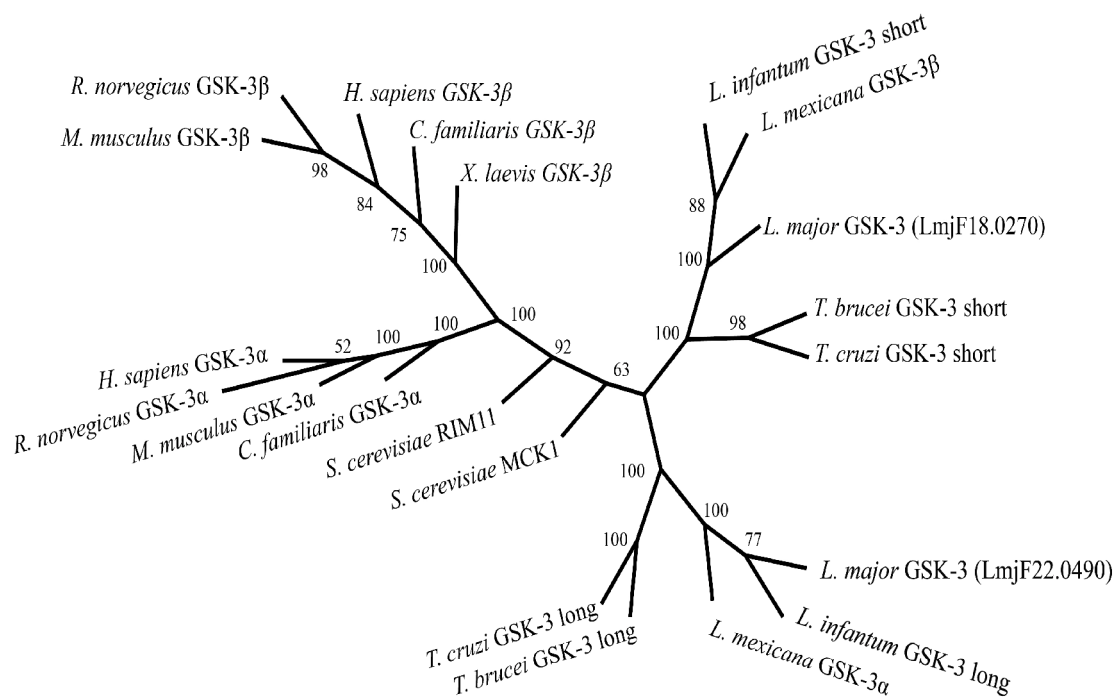 L. infantum GSK-3 short
L. mexicana GSK-3β
R. norvegicus GSK-3β
H. sapiens GSK-3β
M. musculus GSK-3β
C. familiaris GSK-3β
X. laevis GSK-3β
98
84
75
100
88
L. major GSK-3 (LmjF18.0270)
100
T. brucei GSK-3 short
98
100
T. cruzi GSK-3 short
100
100
100
52
92
63
H. sapiens GSK-3α
R. norvegicus GSK-3α
M. musculus GSK-3α
C. familiaris GSK-3α
S. cerevisiae RIM11
S. cerevisiae MCK1
100
100
100
77
L. major GSK-3 (LmjF22.0490)
L. infantum GSK-3 long
L. mexicana GSK-3α
T. cruzi GSK-3 long
T. brucei GSK-3 long